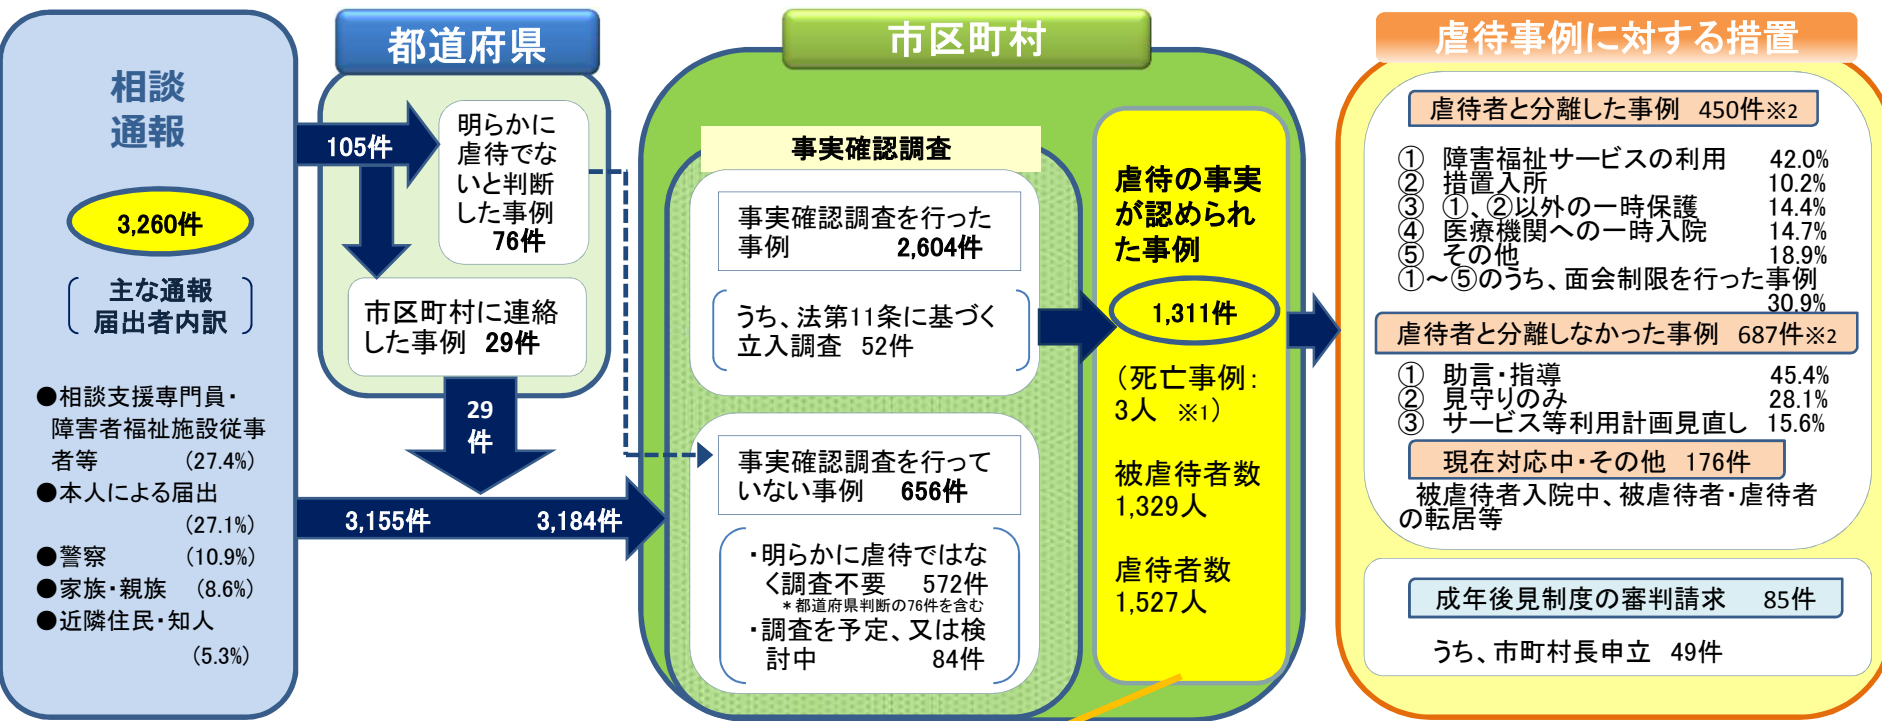 相談
通報
3,260件
主な通報
届出者内訳
●相談支援専門員・
障害者福祉施設従事
者等 (27.4%)
●本人による届出
(27.1%)
●警察 (10.9%)
●家族・親族 (8.6%)
●近隣住民・知人
(5.3%)
都道府県
105件
明らかに
虐待でな
いと判断
した事例
76件
市区町村に連絡
した事例 29件
29
件
3,155件 3,184件
市区町村
事実確認調査
事実確認調査を行った
事例 2,604件
うち、法第11条に基づく
立入調査 52件
事実確認調査を行って
いない事例 656件
・明らかに虐待ではな
く調査不要 572件
*都道府県判断の76件を含む
・調査を予定、又は検
討中 84件
虐待の事実
が認められ
た事例
1,311件
(死亡事例:
3人 ※1)
被虐待者数
1,329人
虐待者数
1,527人
虐待事例に対する措置
虐待者と分離した事例 450件※2
① 障害福祉サービスの利用 42.0%
② 措置入所 10.2%
③ ①、②以外の一時保護 14.4%
④ 医療機関への一時入院 14.7%
⑤ その他 18.9%
①～⑤のうち、面会制限を行った事例
30.9%
虐待者と分離しなかった事例 687件※2
① 助言・指導 45.4%
② 見守りのみ 28.1%
③ サービス等利用計画見直し 15.6%
現在対応中・その他 176件
被虐待者入院中、被虐待者・虐待者
の転居等
成年後見制度の審判請求 85件
うち、市町村長申立 49件